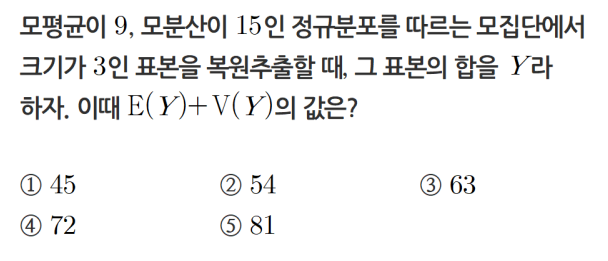 모평균이 9, 모분산이 15인 정규분포를 따르는 모집단에서
크기가 3인 표본을 복원추출할 때, 그 표본의 합을 Y라
하자. 이때 E(Y)+V(Y)의 값은?
① 45 ② 54 ③ 63
④ 72 ⑤ 81